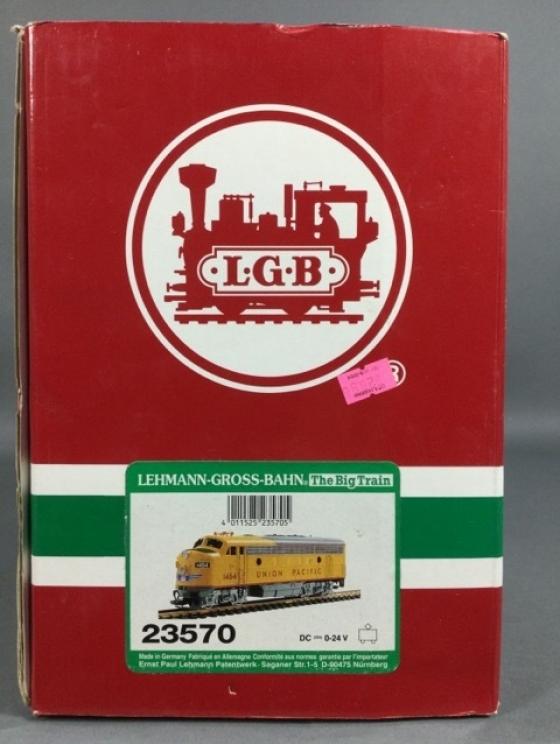 L·G·B
R
LEHMANN-GROSS-BAHN® The Big Train
4 011525 235705
1454
1454 UNION PACIFIC
23570
DC 0-24 V
Made in Germany Fabriqué en Allemagne Conformité aux normes garantie par l'importateur
Ernst Paul Lehmann Patentwerk · Saganer Str.1-5 D-90475 Nürnberg